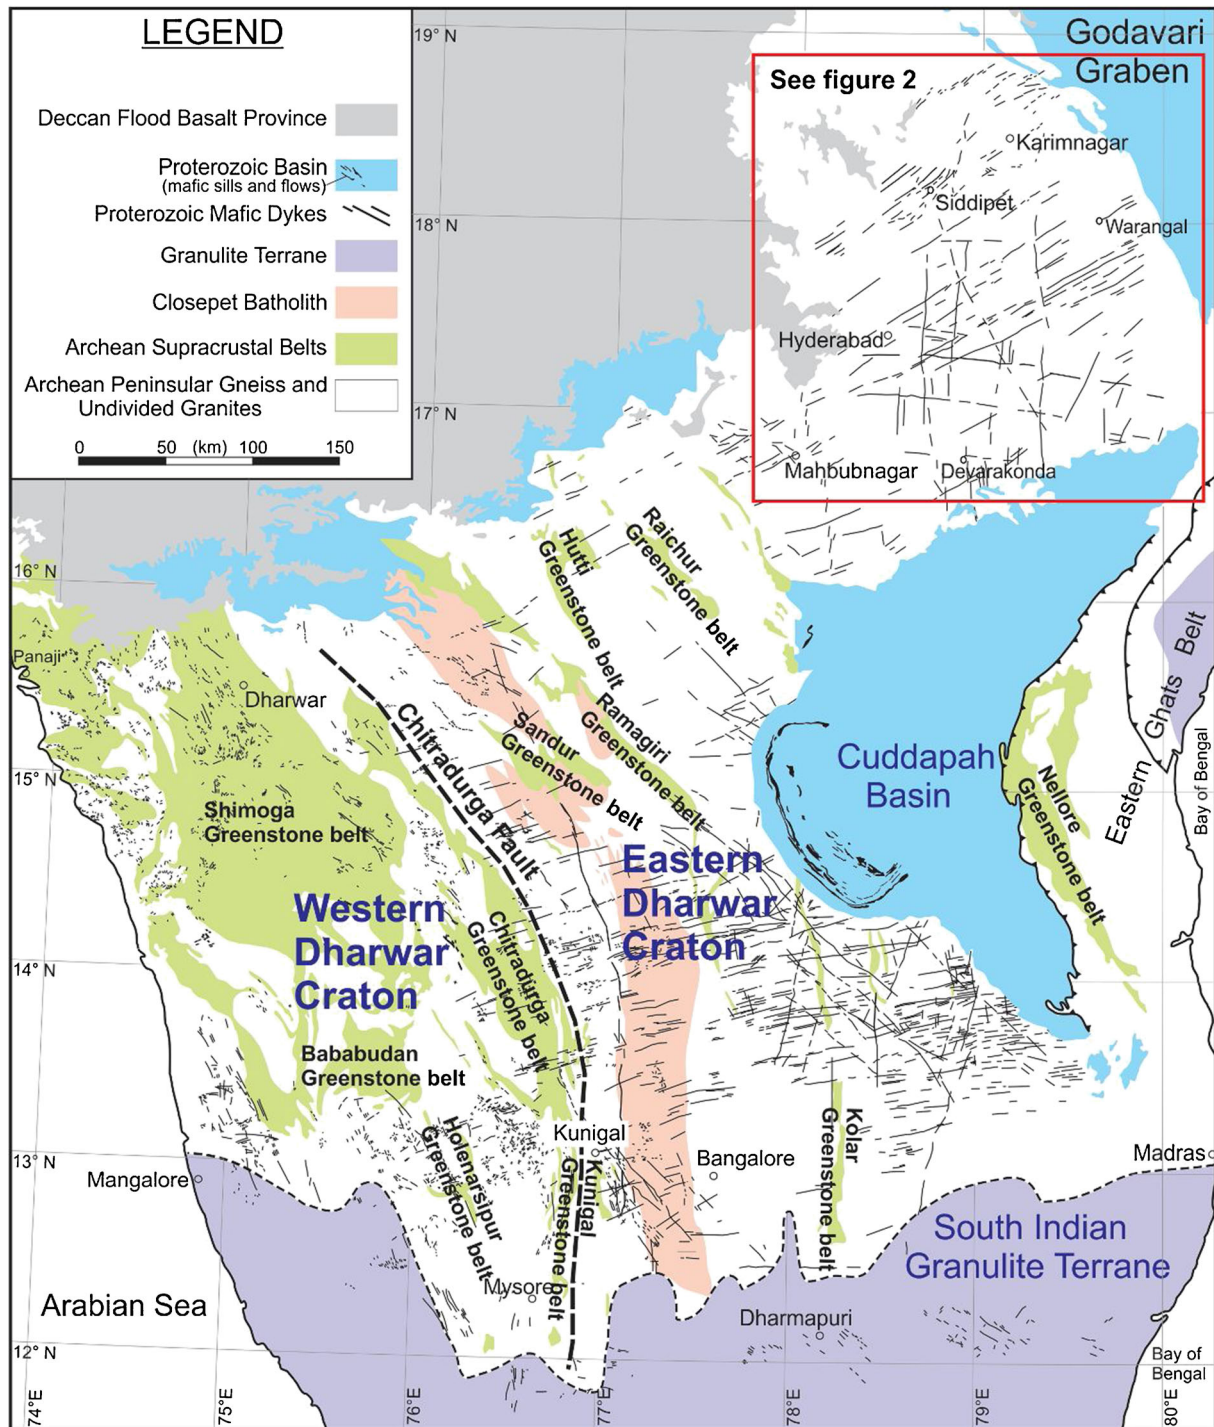 LEGEND
Deccan Flood Basalt Province
Proterozoic Basin
(mafic sills and flows)
Proterozoic Mafic Dykes
Granulite Terrane
Closepet Batholith
Archean Supracrustal Belts
Archean Peninsular Gneiss and
Undivided Granites
0 50 (km) 100 150
19° N
18° N
17° N
16° N
15° N
14° N
13° N
12° N
74°E
75°E
76°E
77°E
78°E
79°E
80°E
Godavari
Graben
See figure 2
Karimnagar
Siddipet
Warangal
Hyderabad
Mahbubnagar
Devarakonda
Hutti
Greenstone belt
Raichur
Greenstone belt
Panaji
Dharwar
Chitradurga Fault
Sandur
Greenstone belt
Ramagiri
Greenstone belt
Cuddapah
Basin
Nellore
Greenstone belt
Eastern
Ghats
Belt
Bay of Bengal
Shimoga
Greenstone belt
Western
Dharwar
Craton
Eastern
Dharwar
Craton
Chitradurga
Greenstone belt
Bababudan
Greenstone belt
Holenarsipur
Greenstone belt
Kunigal
Kunigal
Greenstone belt
Bangalore
Kolar
Greenstone belt
Madras
Mangalore
Mysore
South Indian
Granulite Terrane
Arabian Sea
Dharmapuri
Bay of
Bengal